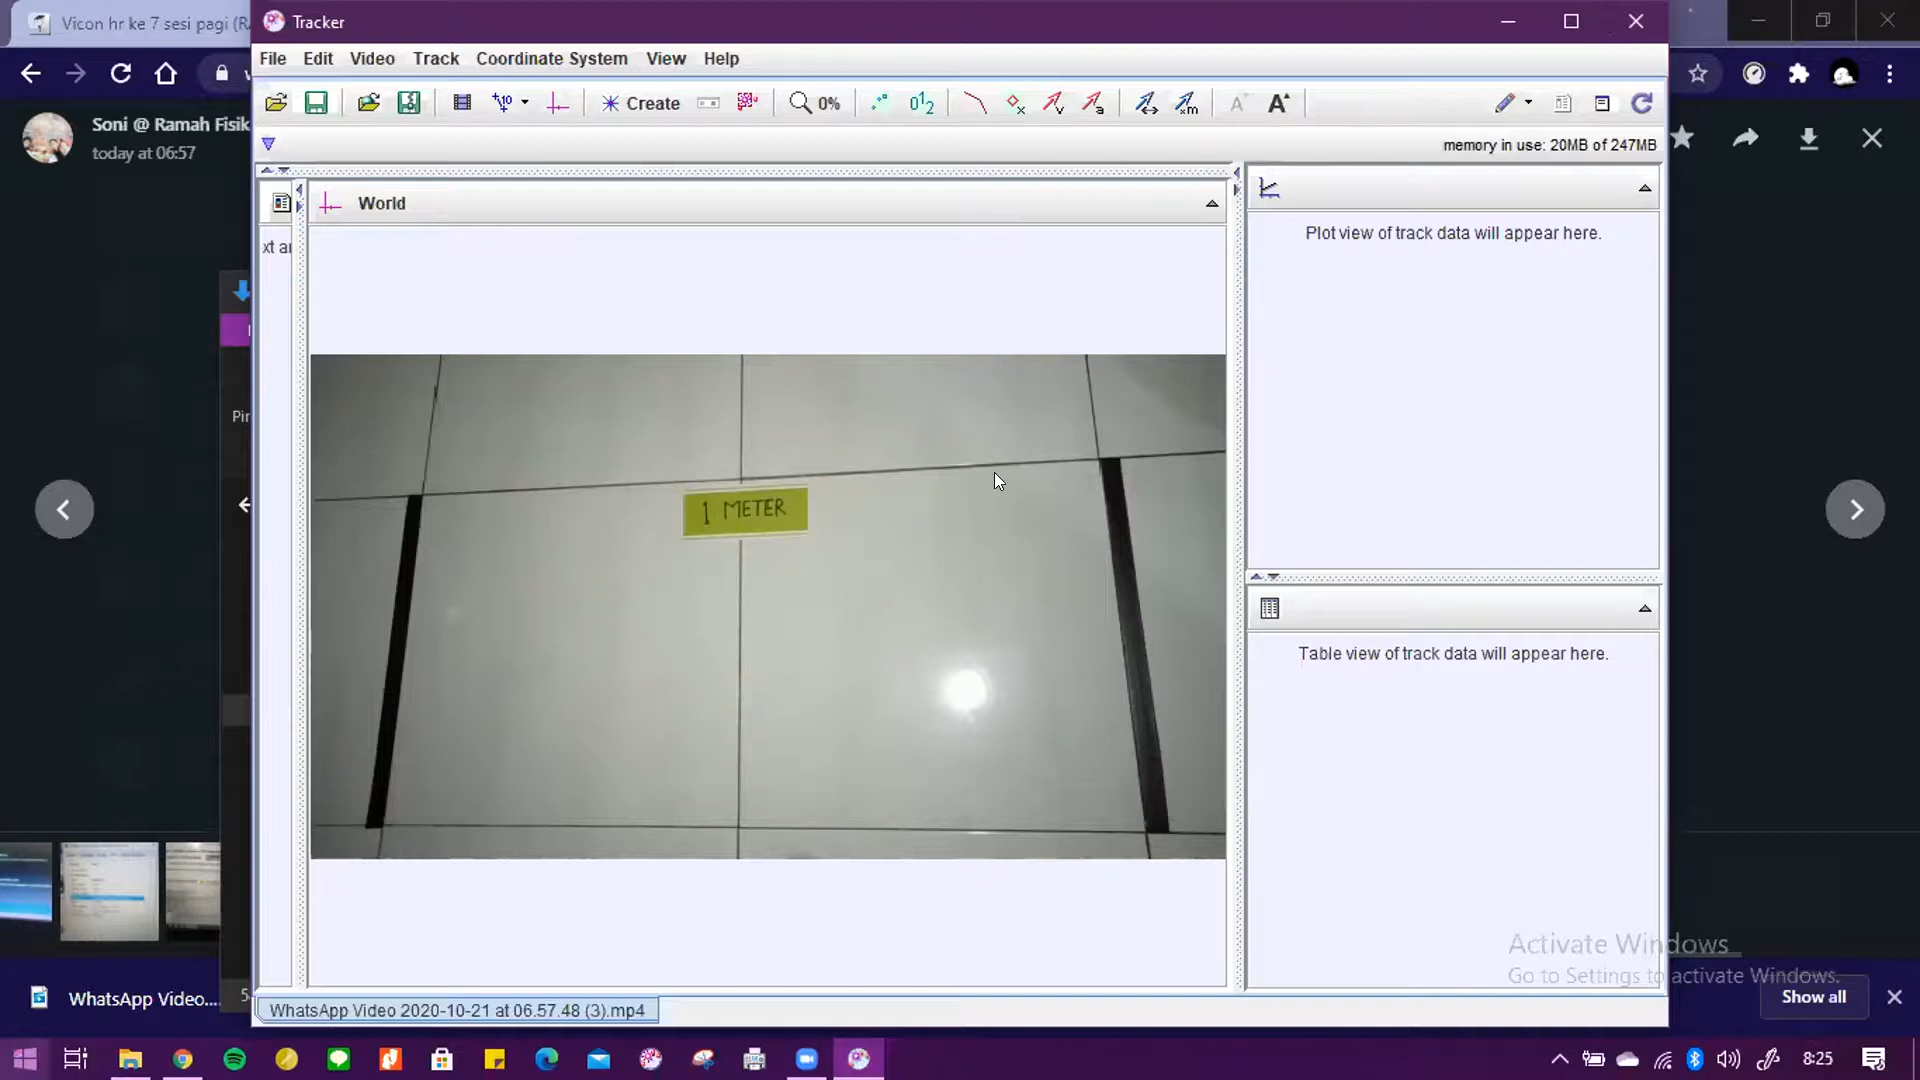 Vicon hr ke 7 sesi pagi (R
Tracker
File Edit Video Track Coordinate System View Help
Create 0%
memory in use: 20MB of 247MB
Soni @ Ramah Fisik
today at 06:57
World
xt ar
Plot view of track data will appear here.
Pir
1 METER
Table view of track data will appear here.
Activate Windows
Go to Settings to activate Windows.
WhatsApp Video....
Show all
WhatsApp Video 2020-10-21 at 06.57.48 (3).mp4
8:25